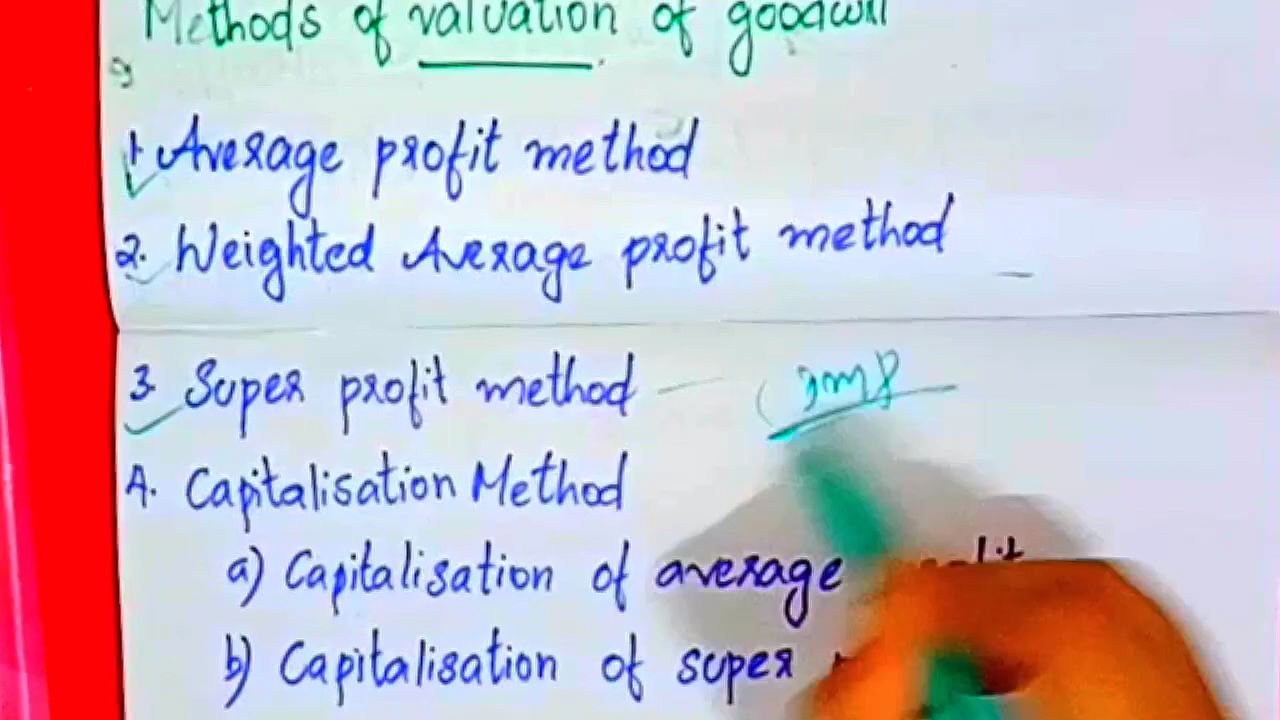 Methods of valuation of goodwill
1. Average profit method
2. Weighted Average profit method
3. Super profit method — Imp
4. Capitalisation Method
a) Capitalisation of average
b) Capitalisation of super